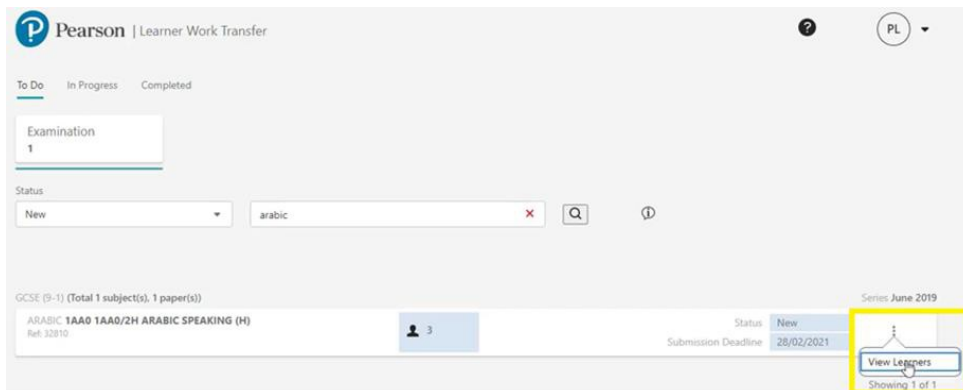 Pearson | Learner Work Transfer
PL
To Do In Progress Completed
Examination
1
Status
New
arabic
GCSE (9-1) (Total 1 subject(s), 1 paper(s)) Series June 2019
ARABIC 1AA0 1AA0/2H ARABIC SPEAKING (H)
Ref: 32810
3
Status New
Submission Deadline 28/02/2021
View Learners
Showing 1 of 1